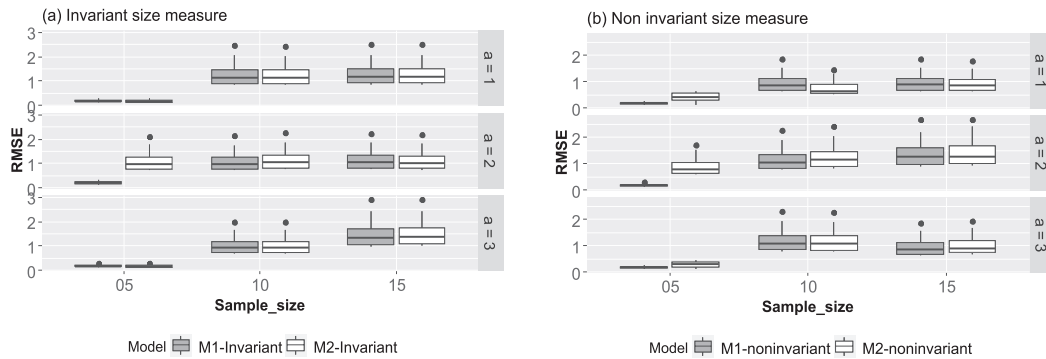 (a) Invariant size measure
RMSE
3
2
1
0
a = 1
3
2
1
0
a = 2
3
2
1
0
a = 3
05
10
15
Sample_size
Model M1-Invariant M2-Invariant
(b) Non invariant size measure
RMSE
2
1
0
a = 1
2
1
0
a = 2
2
1
0
a = 3
05
10
15
Sample_size
Model M1-noninvariant M2-noninvariant